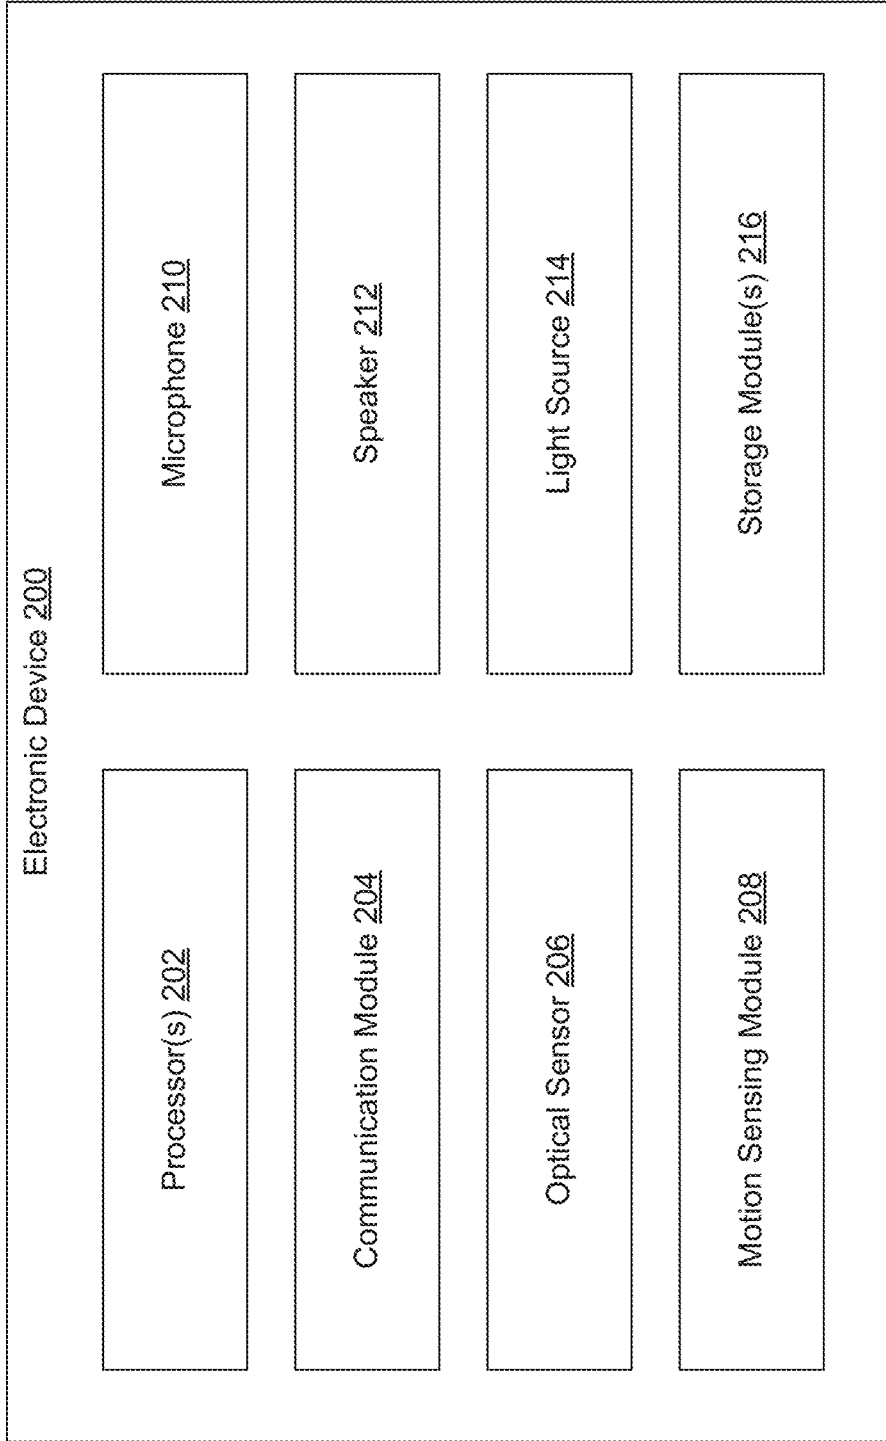 Electronic Device 200
Processor(s) 202
Microphone 210
Communication Module 204
Speaker 212
Optical Sensor 206
Light Source 214
Motion Sensing Module 208
Storage Module(s) 216